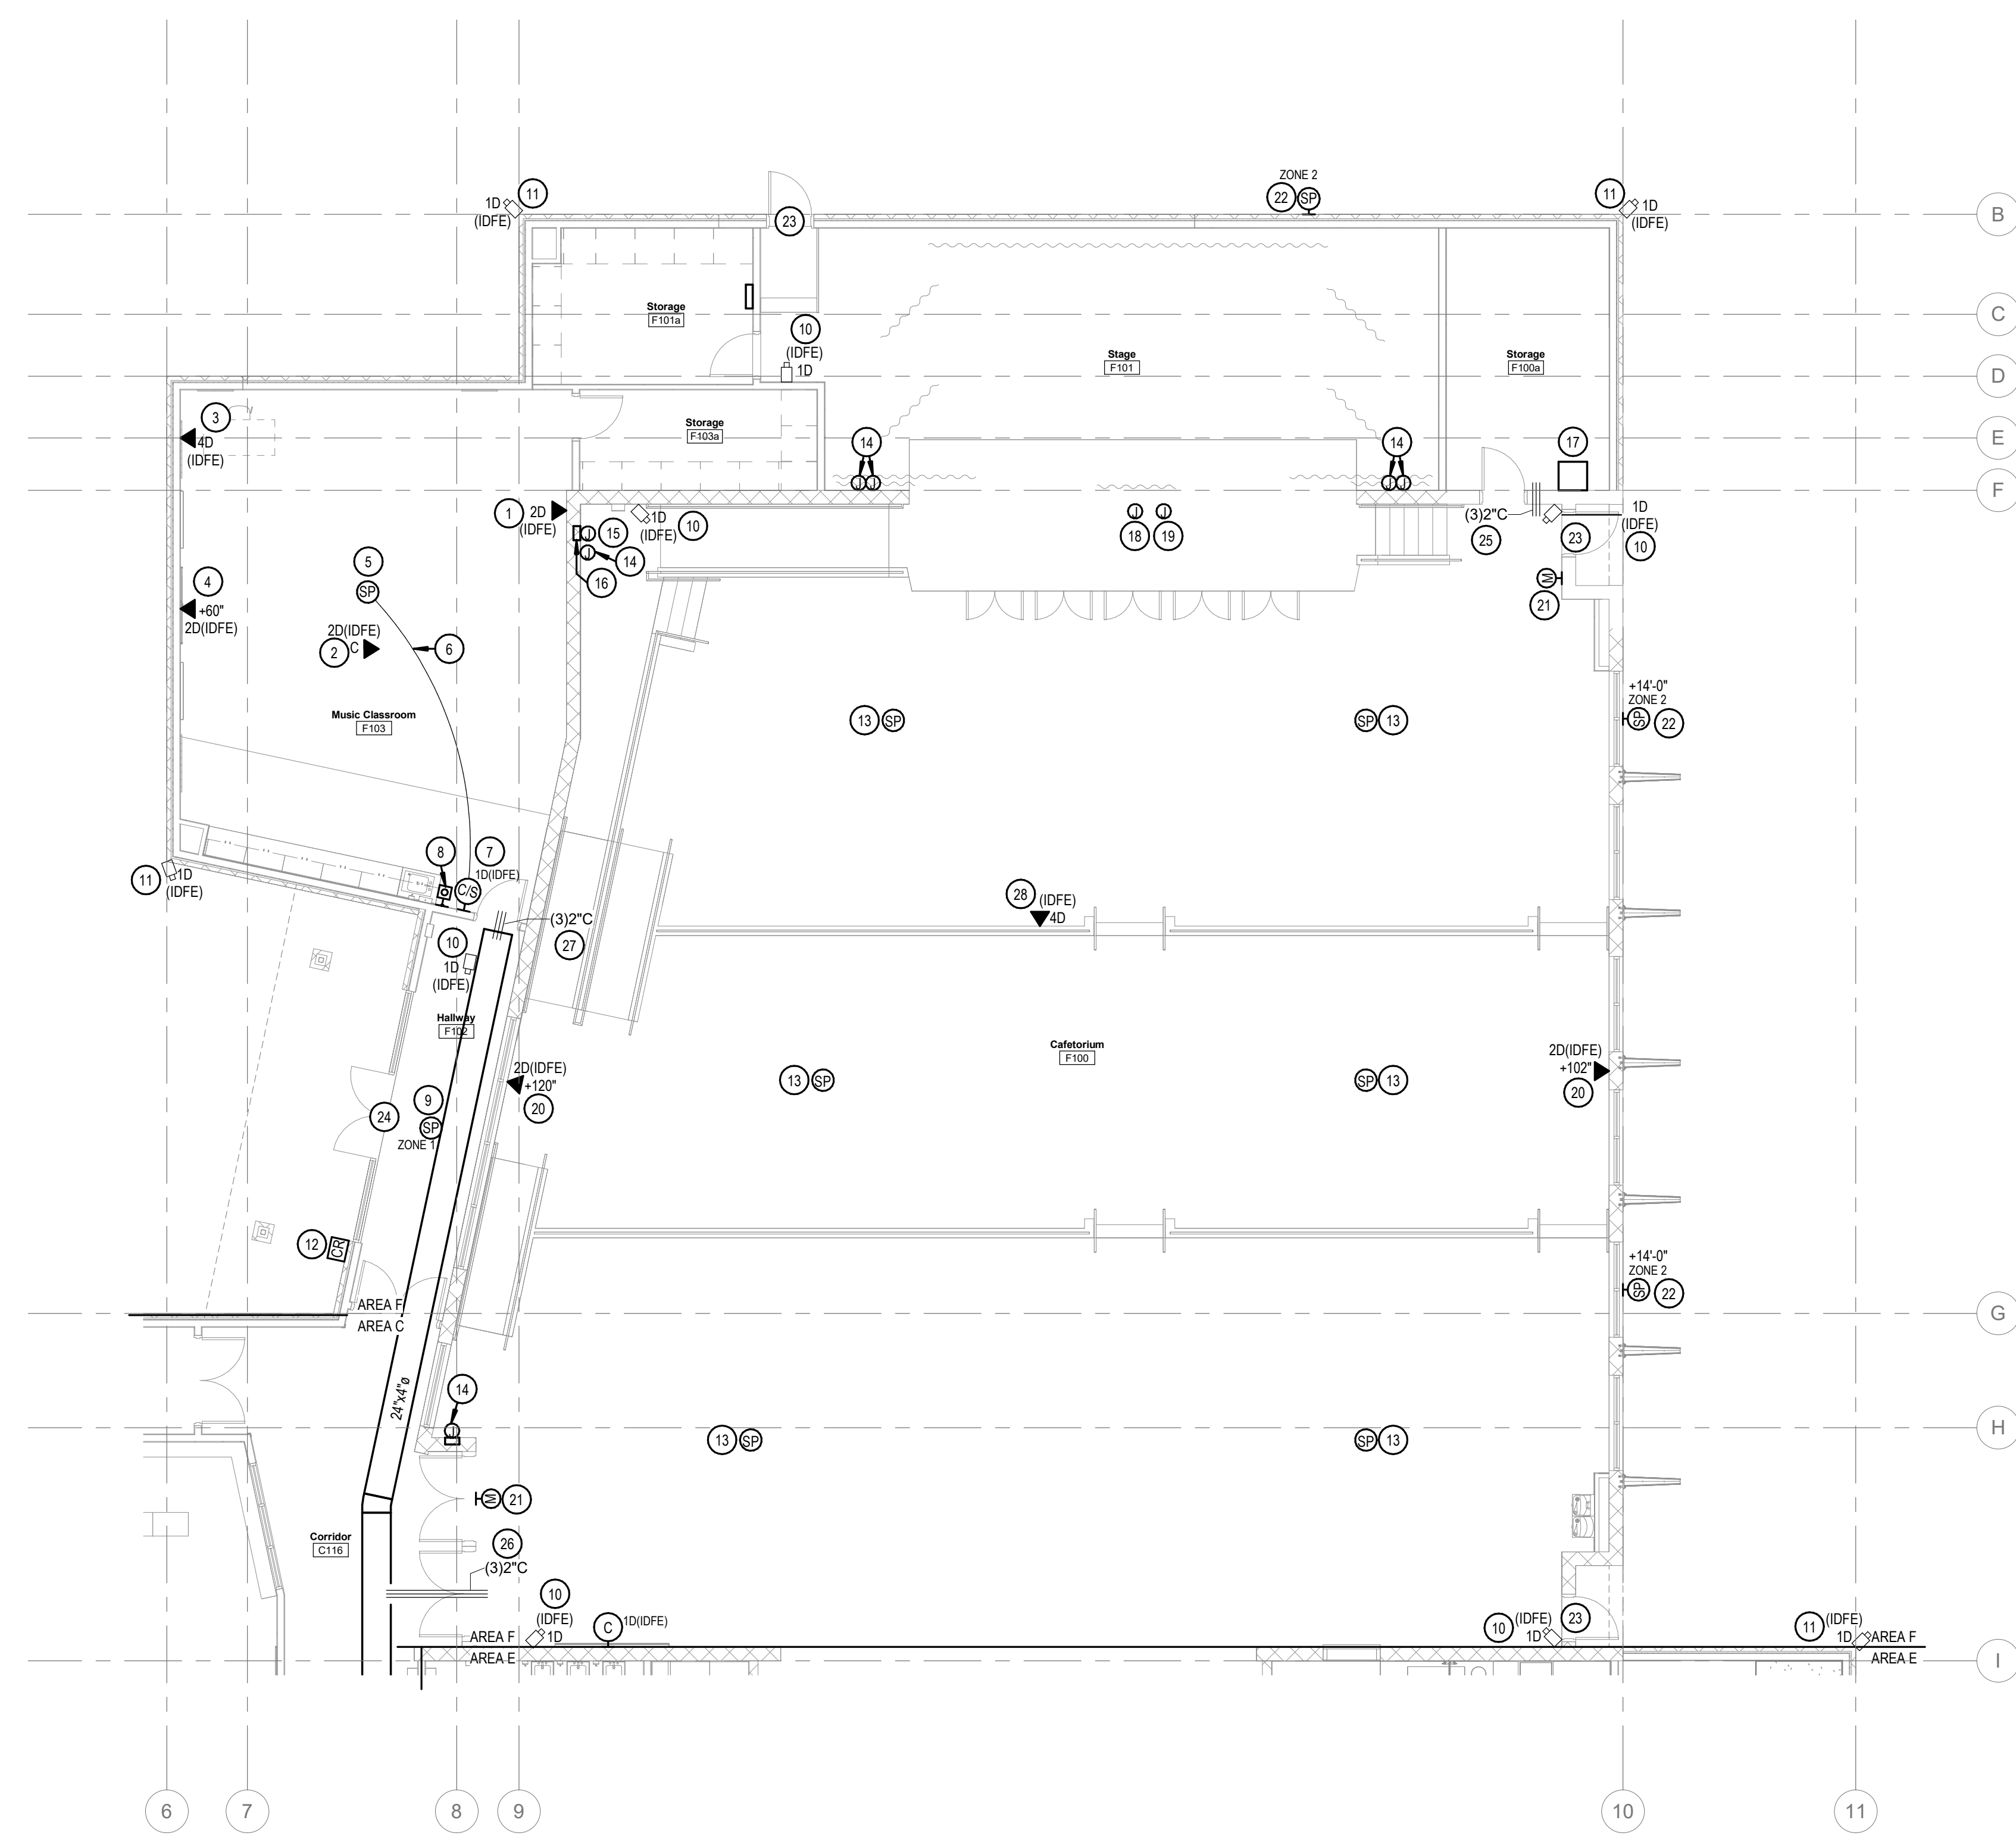 ZONE 2
22 SP
11
1D
(IDFE)
11
1D
(IDFE)
B
23
Storage
F101a
10
(IDFE)
1D
C
Stage
F101
Storage
F100a
D
3
4D
(IDFE)
Storage
F103a
14
14
17
E
J J
J J
F
1
2D
(IDFE)
J 15
J
14
16
1D
(IDFE)
10
J J
18 19
(3)2"C
25
23
1D
(IDFE)
10
5
SP
4
+60"
2D(IDFE)
M
21
2D(IDFE)
2 C
6
Music Classroom
F103
13 SP
SP 13
+14'-0"
ZONE 2
SP 22
8
7
C/S
1D(IDFE)
11
1D
(IDFE)
28 (IDFE)
4D
(3)2"C
27
10
1D
(IDFE)
Hallway
F102
Cafetorium
F100
2D(IDFE)
+120"
20
13 SP
SP 13
2D(IDFE)
+102"
20
24
9
SP
ZONE 1
12 CR
+14'-0"
ZONE 2
SP 22
AREA F
AREA C
G
24"x4"ø
14
J
H
13 SP
SP 13
M 21
Corridor
C116
26
(3)2"C
10
(IDFE)
1D
C 1D(IDFE)
10 (IDFE)
1D
23
11 (IDFE)
1D
AREA F
AREA E
AREA F
AREA E
I
6 7 8 9 10 11